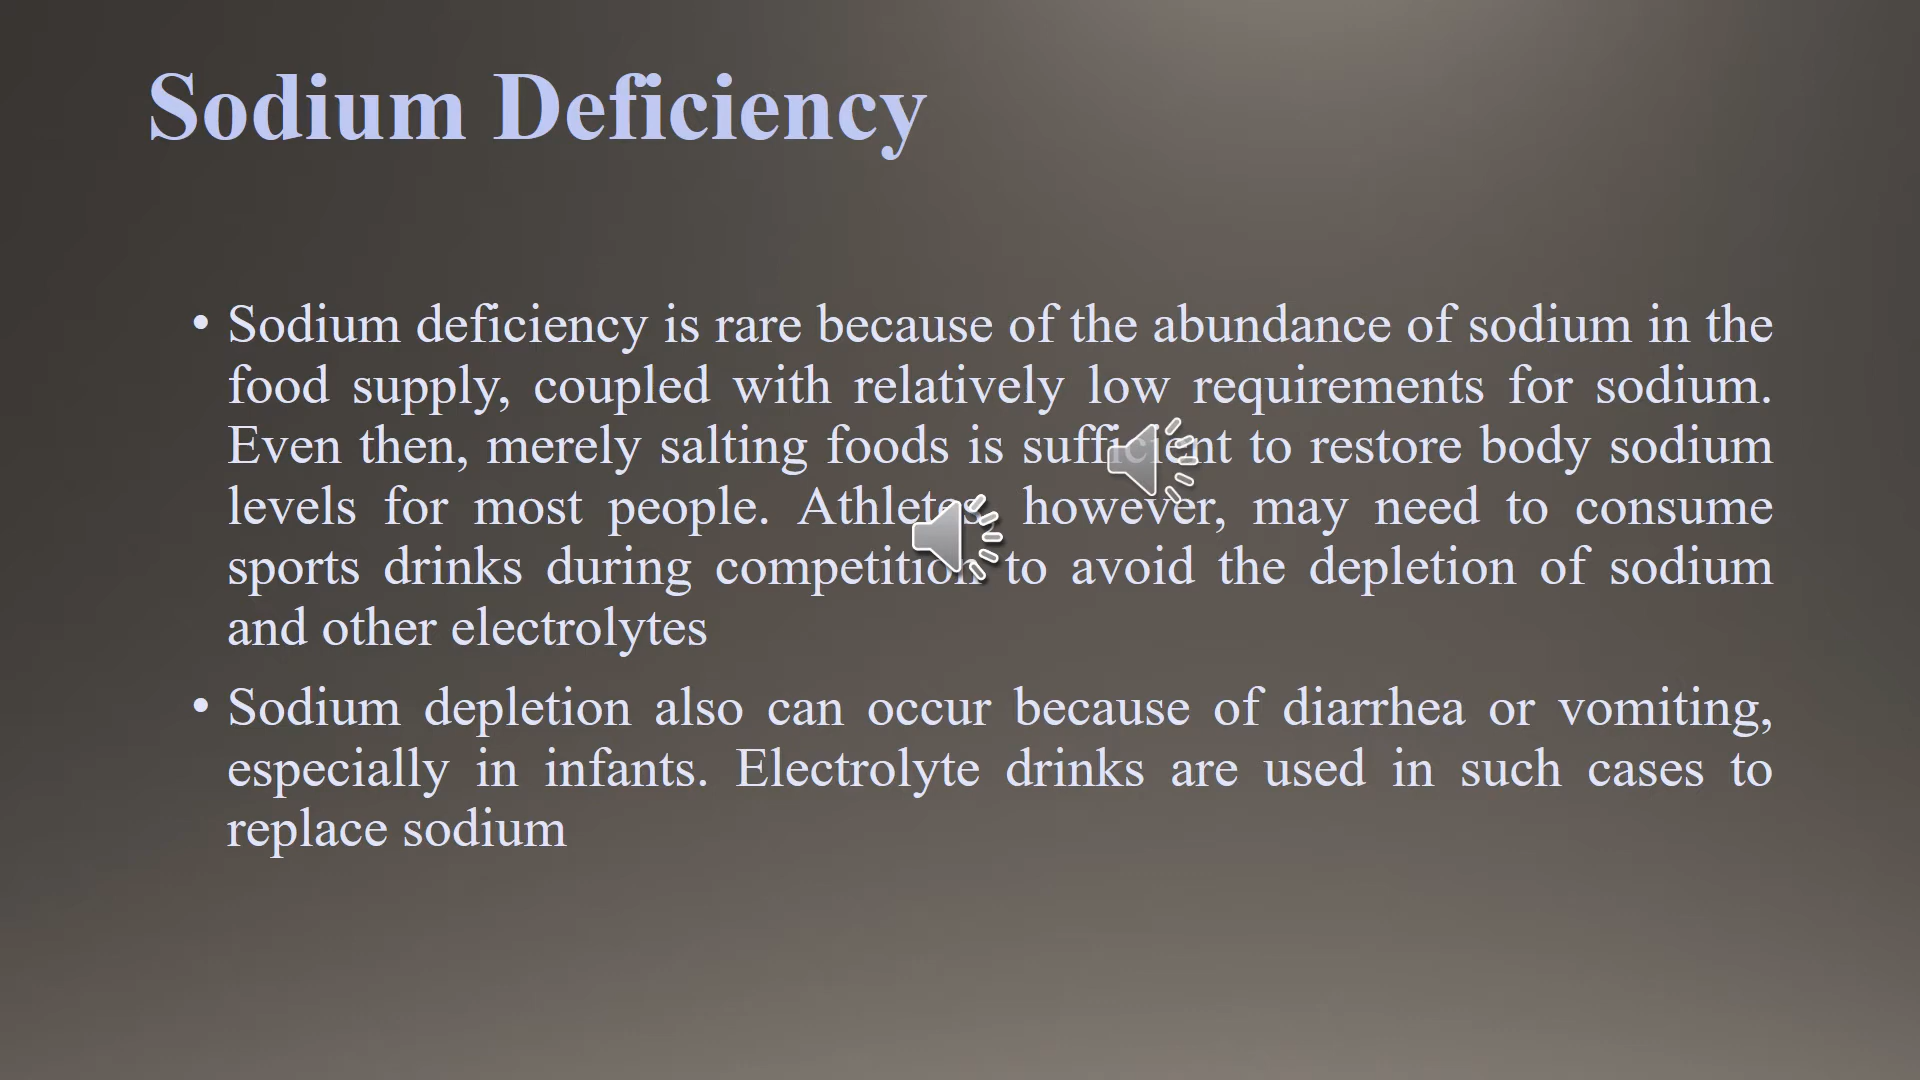 Sodium Deficiency
• Sodium deficiency is rare because of the abundance of sodium in the
food supply, coupled with relatively low requirements for sodium.
Even then, merely salting foods is sufficient to restore body sodium
levels for most people. Athletes, however, may need to consume
sports drinks during competition to avoid the depletion of sodium
and other electrolytes
• Sodium depletion also can occur because of diarrhea or vomiting,
especially in infants. Electrolyte drinks are used in such cases to
replace sodium